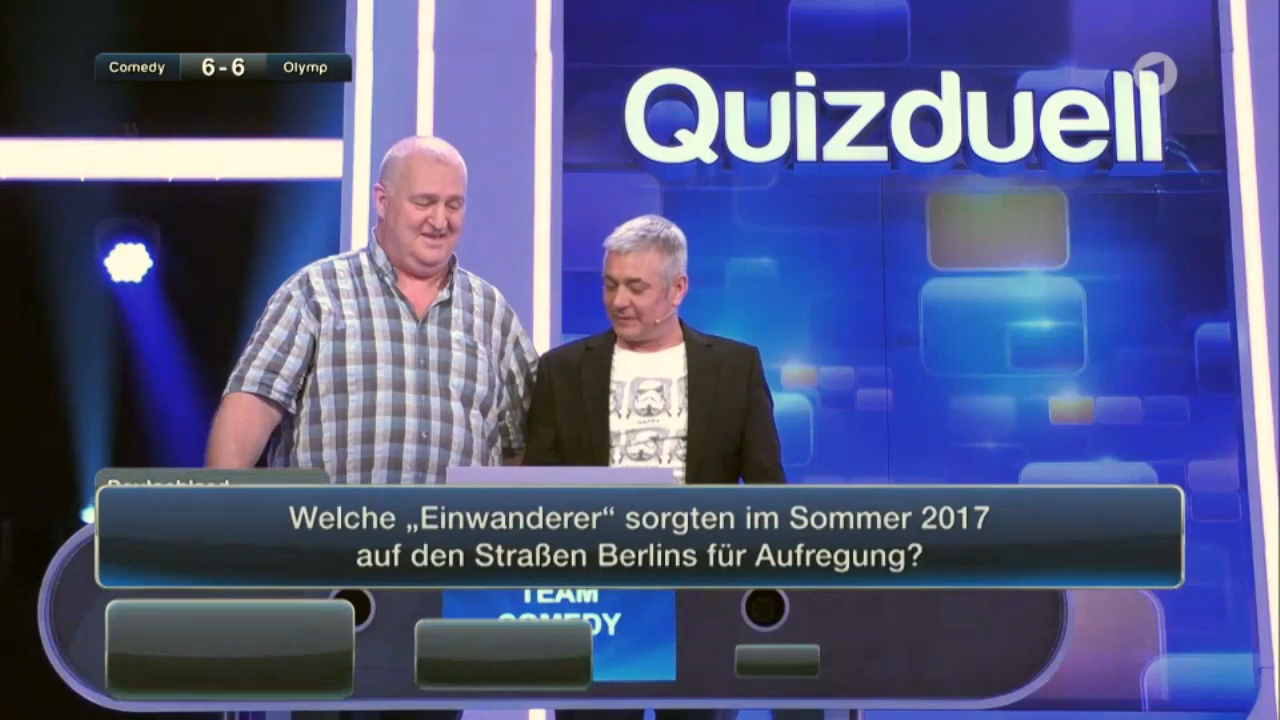 Comedy 6-6 Olymp
Quizduell
Deutschland
Welche „Einwanderer“ sorgten im Sommer 2017
auf den Straßen Berlins für Aufregung?
TEAM
COMEDY